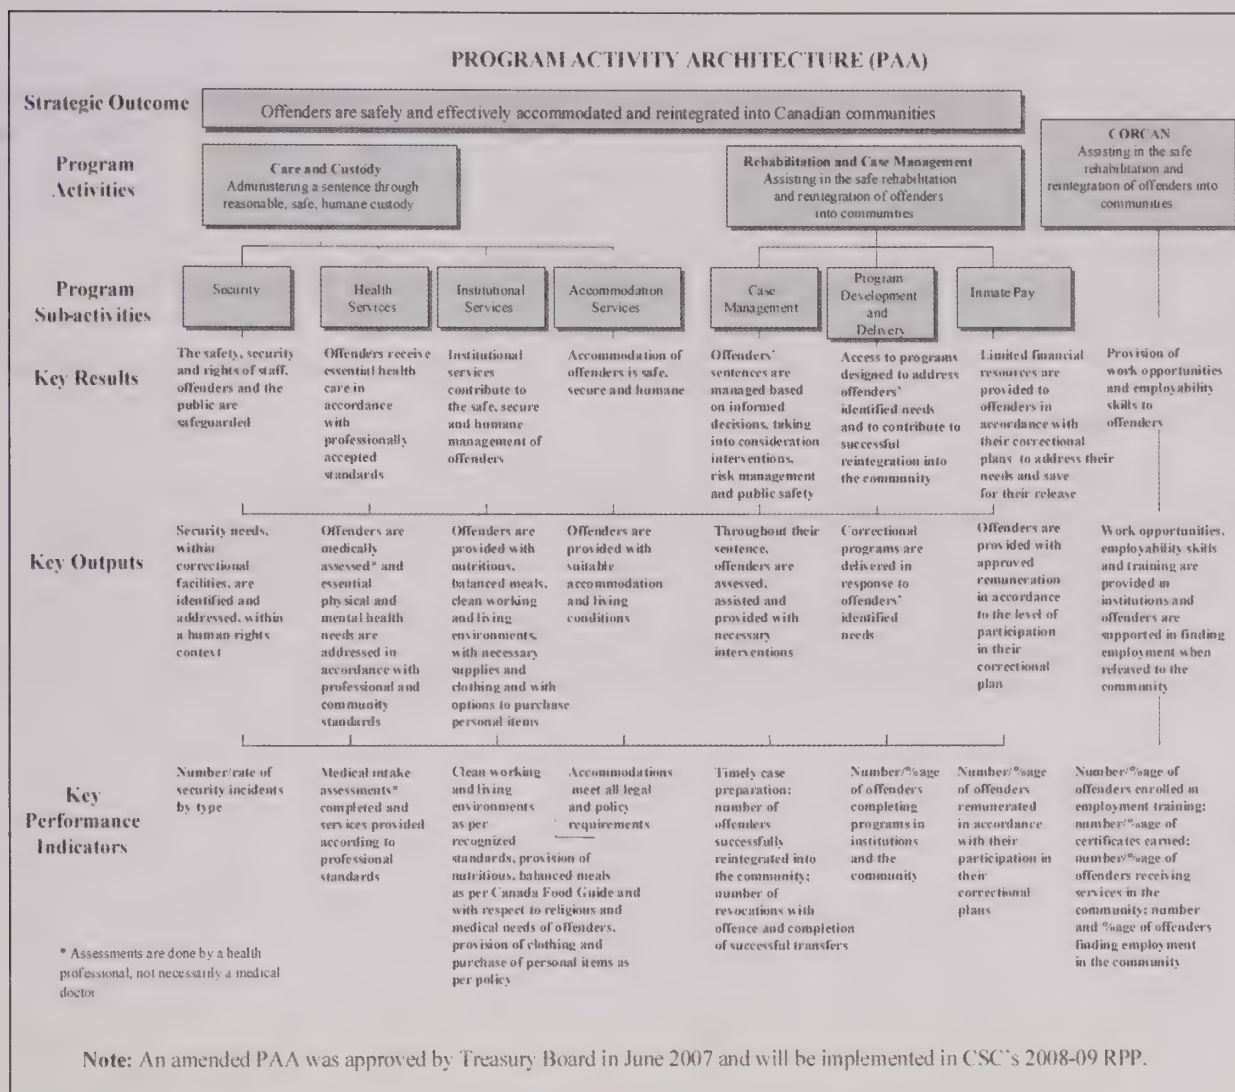 PROGRAM ACTIVITY ARCHITECTURE (PAA)
Strategic Outcome
Offenders are safely and effectively accommodated and reintegrated into Canadian communities
Program
Activities
Care and Custody
Administering a sentence through
reasonable, safe, humane custody
Rehabilitation and Case Management
Assisting in the safe rehabilitation
and reintegration of offenders
into communities
CORCAN
Assisting in the safe
rehabilitation and
reintegration of offenders into
communities
Program
Sub-activities
Security
Health
Services
Institutional
Services
Accommodation
Services
Case
Management
Program
Development
and
Delivery
Inmate Pay
Key Results
The safety, security
and rights of staff,
offenders and the
public are
safeguarded
Offenders receive
essential health
care in
accordance
with
professionally
accepted
standards
Institutional
services
contribute to
the safe, secure
and humane
management of
offenders
Accommodation of
offenders is safe,
secure and humane
Offenders'
sentences are
managed based
on informed
decisions, taking
into consideration
interventions,
risk management
and public safety
Access to programs
designed to address
offenders'
identified needs
and to contribute to
successful
reintegration into
the community
Limited financial
resources are
provided to
offenders in
accordance with
their correctional
plans to address their
needs and save
for their release
Provision of
work opportunities
and employability
skills to
offenders
Key Outputs
Security needs,
within
correctional
facilities, are
identified and
addressed, within
a human rights
context
Offenders are
medically
assessed* and
essential
physical and
mental health
needs are
addressed in
accordance with
professional and
community
standards
Offenders are
provided with
nutritious,
balanced meals,
clean working
and living
environments,
with necessary
supplies and
clothing and with
options to purchase
personal items
Offenders are
provided with
suitable
accommodation
and living
conditions
Throughout their
sentence,
offenders are
assessed,
assisted and
provided with
necessary
interventions
Correctional
programs are
delivered in
response to
offenders'
identified
needs
Offenders are
provided with
approved
remuneration
in accordance
to the level of
participation
in their
correctional
plan
Work opportunities,
employability skills
and training are
provided in
institutions and
offenders are
supported in finding
employment when
released to the
community
Key
Performance
Indicators
Number/rate of
security incidents
by type
Medical intake
assessments*
completed and
services provided
according to
professional
standards
Clean working
and living
environments
as per
recognized
standards, provision of
nutritious, balanced meals
as per Canada Food Guide and
with respect to religious and
medical needs of offenders,
provision of clothing and
purchase of personal items as
per policy
Accommodations
meet all legal
and policy
requirements
Timely case
preparation;
number of
offenders
successfully
reintegrated into
the community;
number of
revocations with
offence and completion
of successful transfers
Number/%age
of offenders
completing
programs in
institutions
and the
community
Number/%age
of offenders
remunerated
in accordance
with their
participation in
their
correctional
plans
Number/%age of
offenders enrolled in
employment training;
number/%age of
certificates earned;
number/%age of
offenders receiving
services in the
community; number
and %age of offenders
finding employment
in the community
* Assessments are done by a health
professional, not necessarily a medical
doctor
Note: An amended PAA was approved by Treasury Board in June 2007 and will be implemented in CSC's 2008-09 RPP.